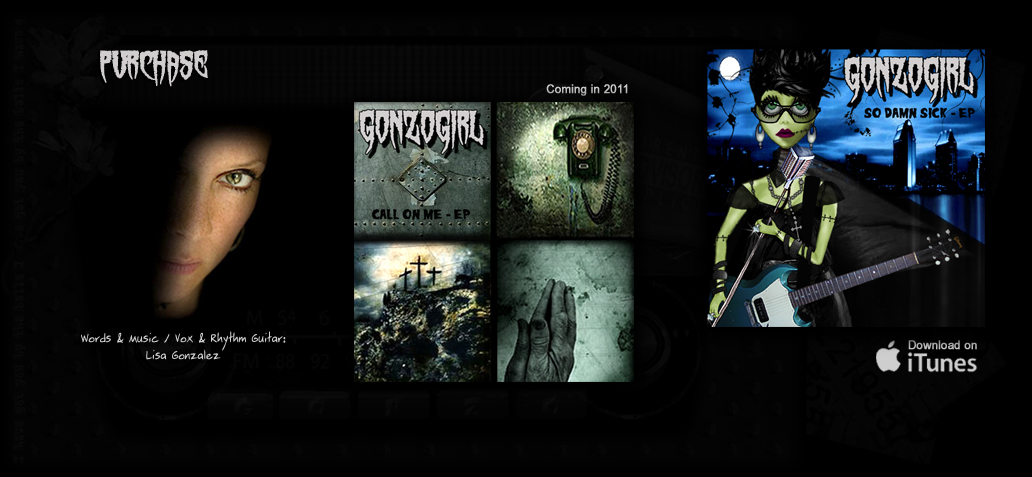 PURCHASE
Words & Music / Vox & Rhythm Guitar:
Lisa Gonzalez
Coming in 2011
GONZOGIRL
CALL ON ME - EP
GONZOGIRL
SO DAMN SICK - EP
Download on
iTunes